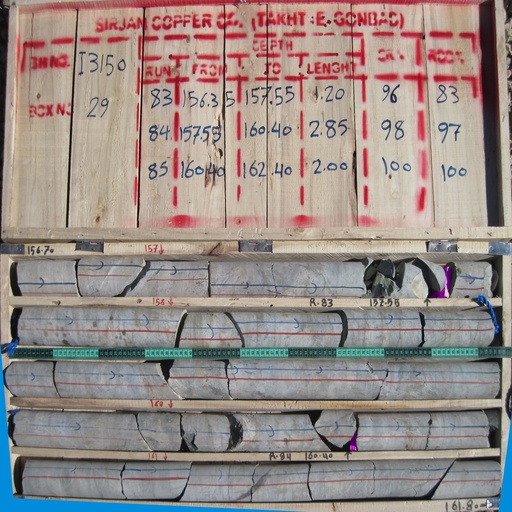 SIRJAN COPPER CO. (TAKHT-E-GONBAD)
DEPTH
BH NO. I3150 RUN FROM TO LENGHT CR% RQD%
BOX NO 29 83 156.35 157.55 1.20 96 83
84 157.55 160.40 2.85 98 97
85 160.40 162.40 2.00 100 100
156.70 157↓
158↓ R.83 157.55 ↑
160↓
161↓ R.84 160.40 ↑
161.80